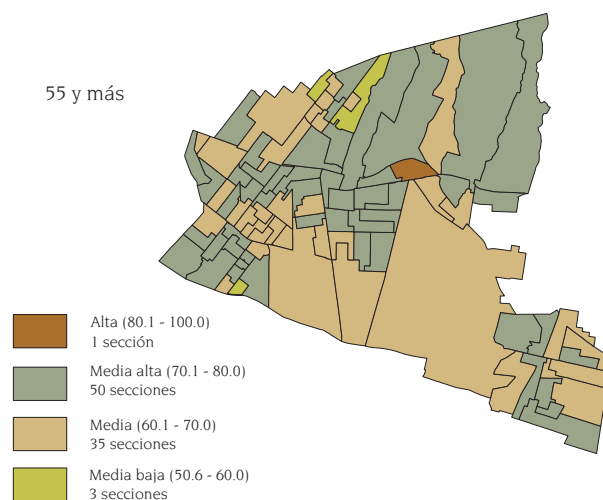 55 y más
Alta (80.1 - 100.0)
1 sección
Media alta (70.1 - 80.0)
50 secciones
Media (60.1 - 70.0)
35 secciones
Media baja (50.6 - 60.0)
3 secciones